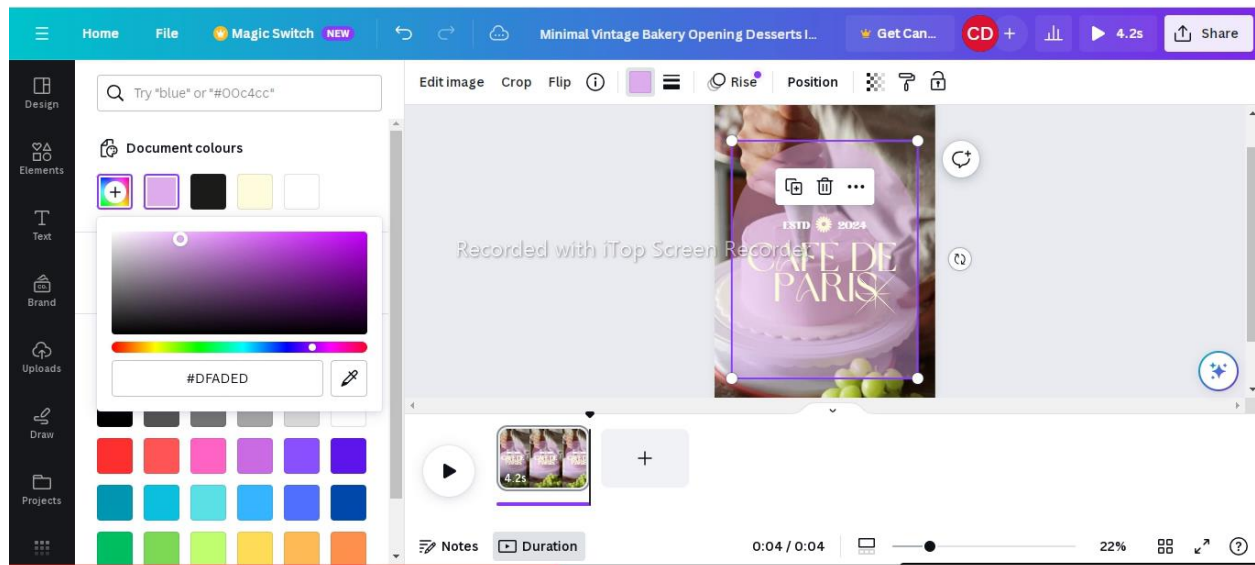 Home File Magic Switch NEW Minimal Vintage Bakery Opening Desserts I... Get Can... CD + 4.2s Share
Design
Elements
Text
Brand
Uploads
Draw
Projects
Try "blue" or "#00c4cc"
Document colours
#DFADED
Edit image Crop Flip Rise Position
ESTD 2024
CAFE DE
PARIS
Recorded with iTop Screen Recorder
4.2s
Notes Duration 0:04 / 0:04 22%